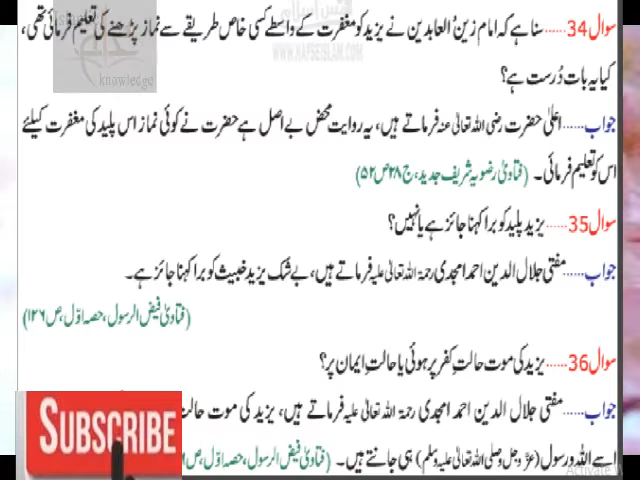 سوال 34......سنا ہے کہ امام زین العابدین نے یزید کو مغفرت کے واسطے کسی خاص طریقے سے نماز پڑھنے کی تعلیم فرمائی تھی،
کیا یہ بات دُرست ہے؟
جواب......اعلیٰ حضرت رضی اللہ تعالیٰ عنہ فرماتے ہیں، یہ روایت محض بے اصل ہے حضرت نے کوئی نماز اس پلید کی مغفرت کیلئے
اس کو تعلیم فرمائی۔ (فتاویٰ رضویہ شریف جدید، ج ۲۸ ص ۵۲)
سوال 35......یزید پلید کو برا کہنا جائز ہے یا نہیں؟
جواب......مفتی جلال الدین احمد امجدی رحمۃ اللہ تعالیٰ علیہ فرماتے ہیں، بے شک یزید خبیث کو برا کہنا جائز ہے۔
(فتاویٰ فیض الرسول، حصہ اوّل، ص ۱۲۶)
سوال 36......یزید کی موت حالتِ کفر پر ہوئی یا حالتِ ایمان پر؟
جواب......مفتی جلال الدین احمد امجدی رحمۃ اللہ تعالیٰ علیہ فرماتے ہیں، یزید کی موت حالت
اسے اللہ و رسول (عزوجل و صلی اللہ تعالیٰ علیہ وسلم) ہی جانتے ہیں۔ (فتاویٰ فیض الرسول، حصہ اوّل، ص
SUBSCRIBE
knowledge
WWW.NAFSEISLAM.COM